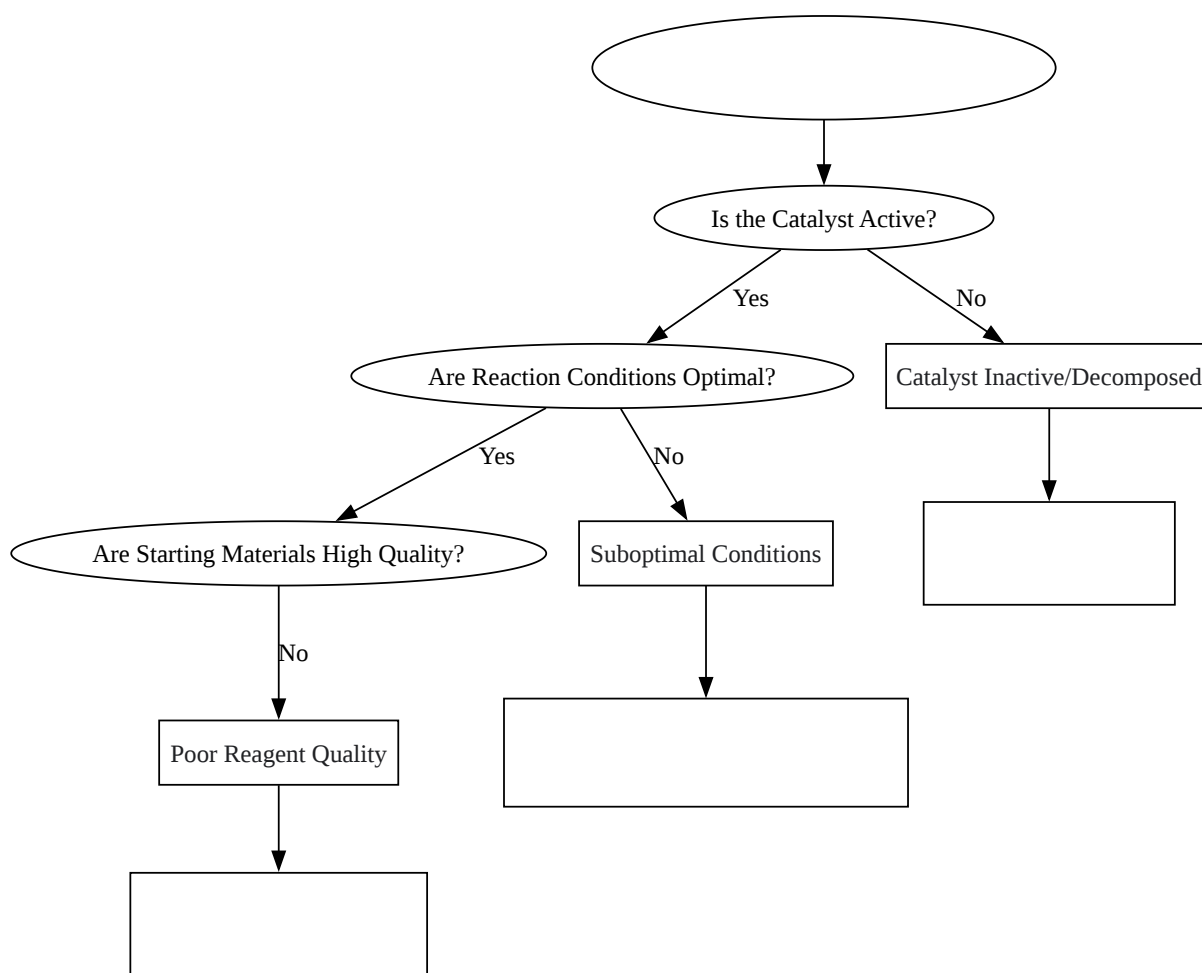 Is the Catalyst Active?
Yes
No
Are Reaction Conditions Optimal?
Catalyst Inactive/Decomposed
Yes
No
Are Starting Materials High Quality?
Suboptimal Conditions
No
Poor Reagent Quality